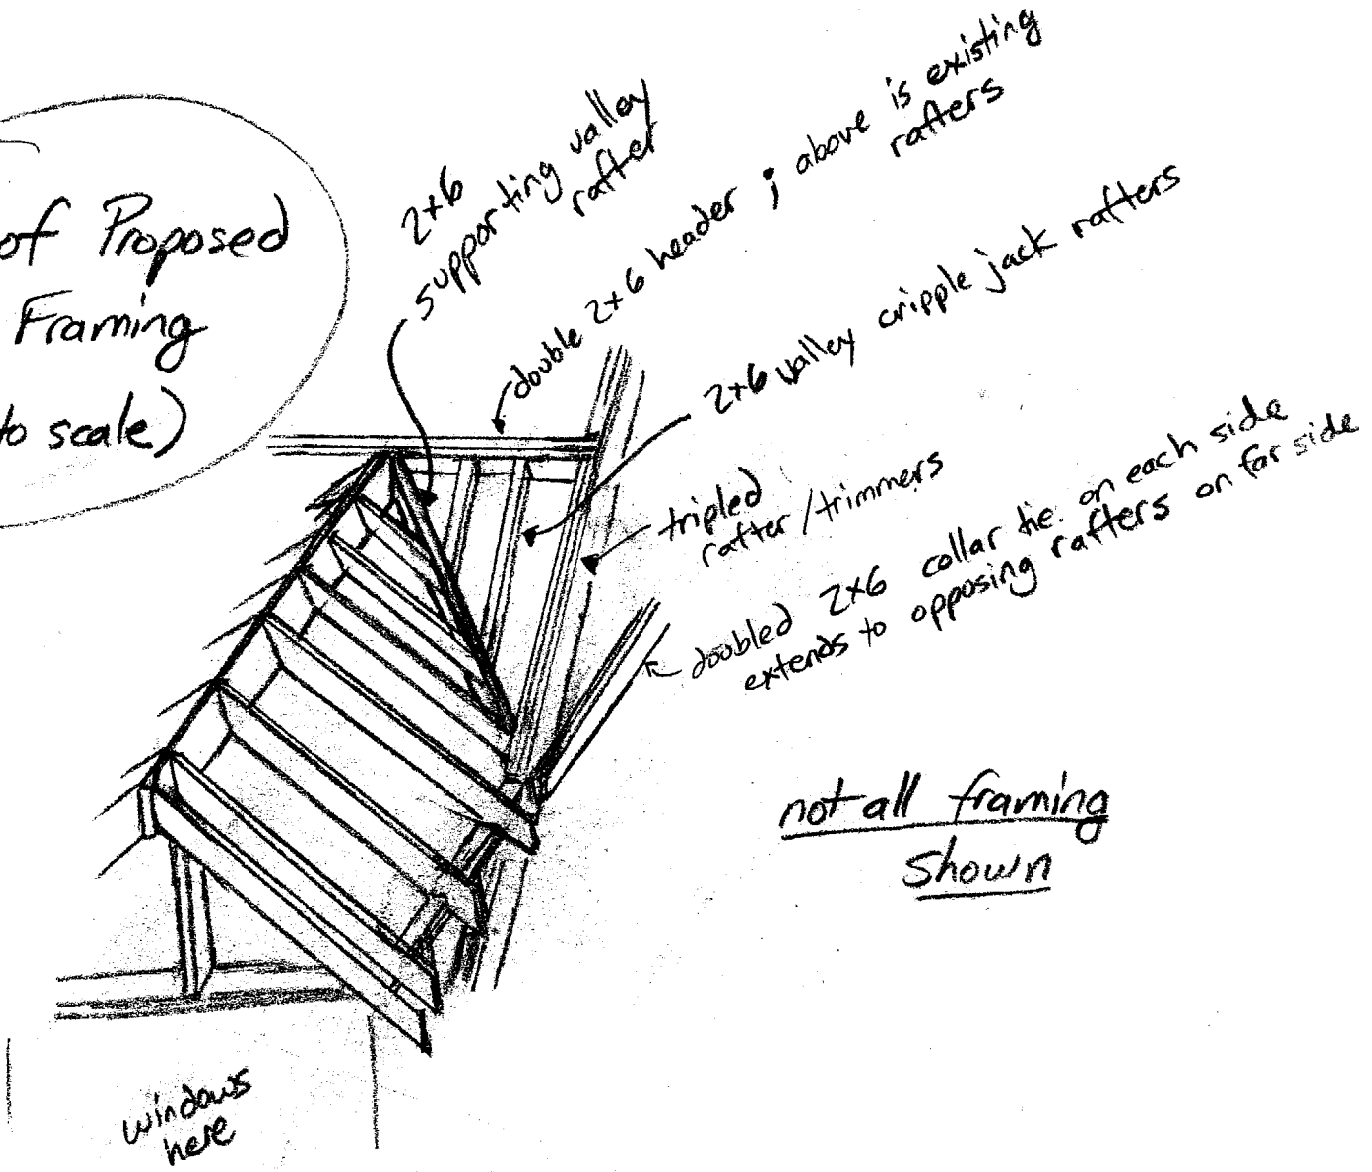 of Proposed
Framing
to scale)
2x6
supporting valley
rafter
double 2x6 header ; above is existing
rafters
2x6 valley cripple jack rafters
tripled
rafter/trimmers
doubled 2x6 collar tie on each side
extends to opposing rafters on far side
not all framing
shown
windows
here